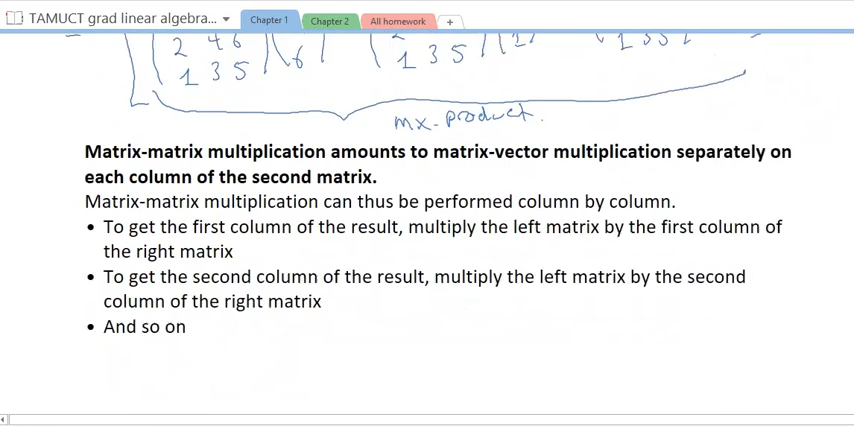 TAMUCT grad linear algebra... Chapter 1 Chapter 2 All homework +
2 4 6
1 3 5 6 1 3 5
mx-product.
Matrix-matrix multiplication amounts to matrix-vector multiplication separately on
each column of the second matrix.
Matrix-matrix multiplication can thus be performed column by column.
• To get the first column of the result, multiply the left matrix by the first column of
the right matrix
• To get the second column of the result, multiply the left matrix by the second
column of the right matrix
• And so on